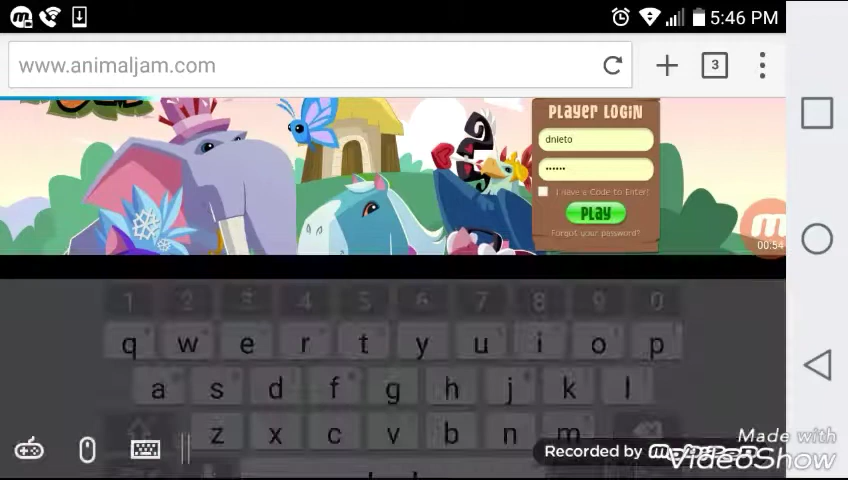 5:46 PM
www.animaljam.com
3
PLAYER LOGIN
dnieto
••••••
I have a Code to Enter!
PLAY
Forgot your password?
00:54
1 2 3 4 5 6 7 8 9 0
q w e r t y u i o p
a s d f g h j k l
z x c v b n m
Recorded by
Made with
VideoShow